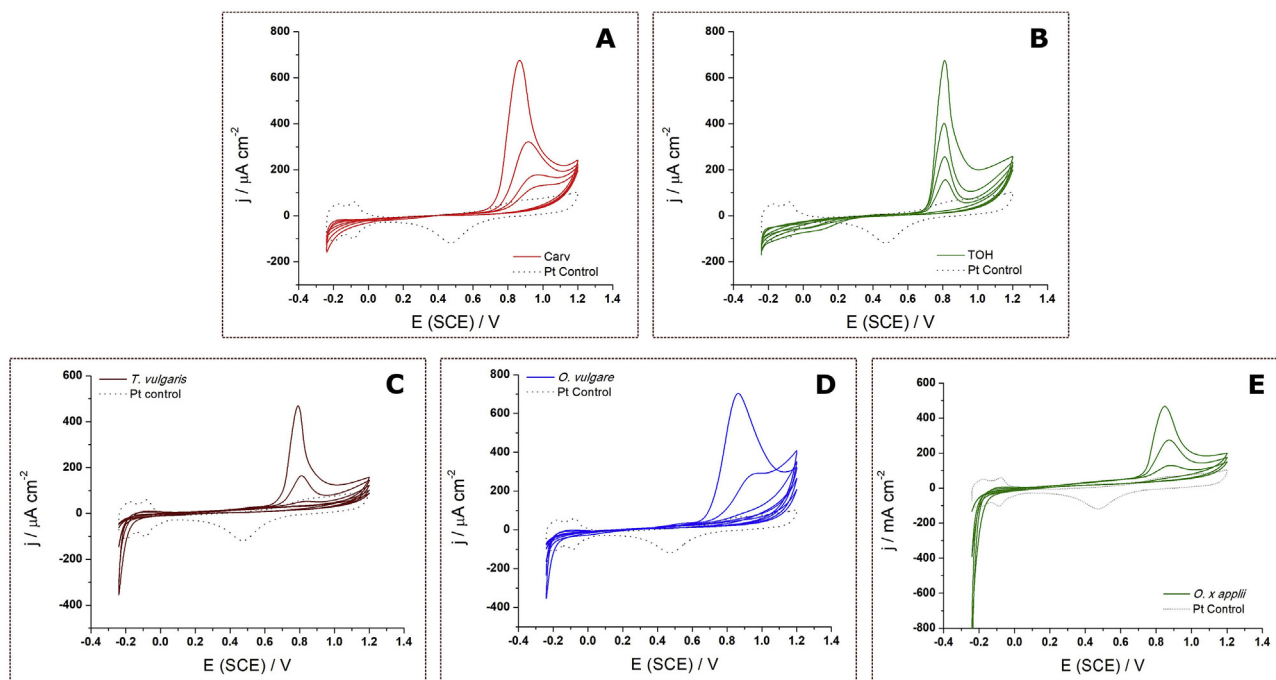 A
800
600
400
200
0
-200
j / µA cm-2
-0.4 -0.2 0.0 0.2 0.4 0.6 0.8 1.0 1.2 1.4
E (SCE) / V
Carv
Pt Control
B
800
600
400
200
0
-200
j / µA cm-2
-0.4 -0.2 0.0 0.2 0.4 0.6 0.8 1.0 1.2 1.4
E (SCE) / V
TOH
Pt Control
C
T. vulgaris
Pt control
600
400
200
0
-200
-400
j / µA cm-2
-0.4 -0.2 0.0 0.2 0.4 0.6 0.8 1.0 1.2 1.4
E (SCE) / V
D
O. vulgare
Pt Control
800
600
400
200
0
-200
-400
j / µA cm-2
-0.4 -0.2 0.0 0.2 0.4 0.6 0.8 1.0 1.2 1.4
E (SCE) / V
E
600
400
200
0
-200
-400
-600
-800
j / mA cm-2
-0.4 -0.2 0.0 0.2 0.4 0.6 0.8 1.0 1.2 1.4
E (SCE) / V
O. x applii
Pt Control